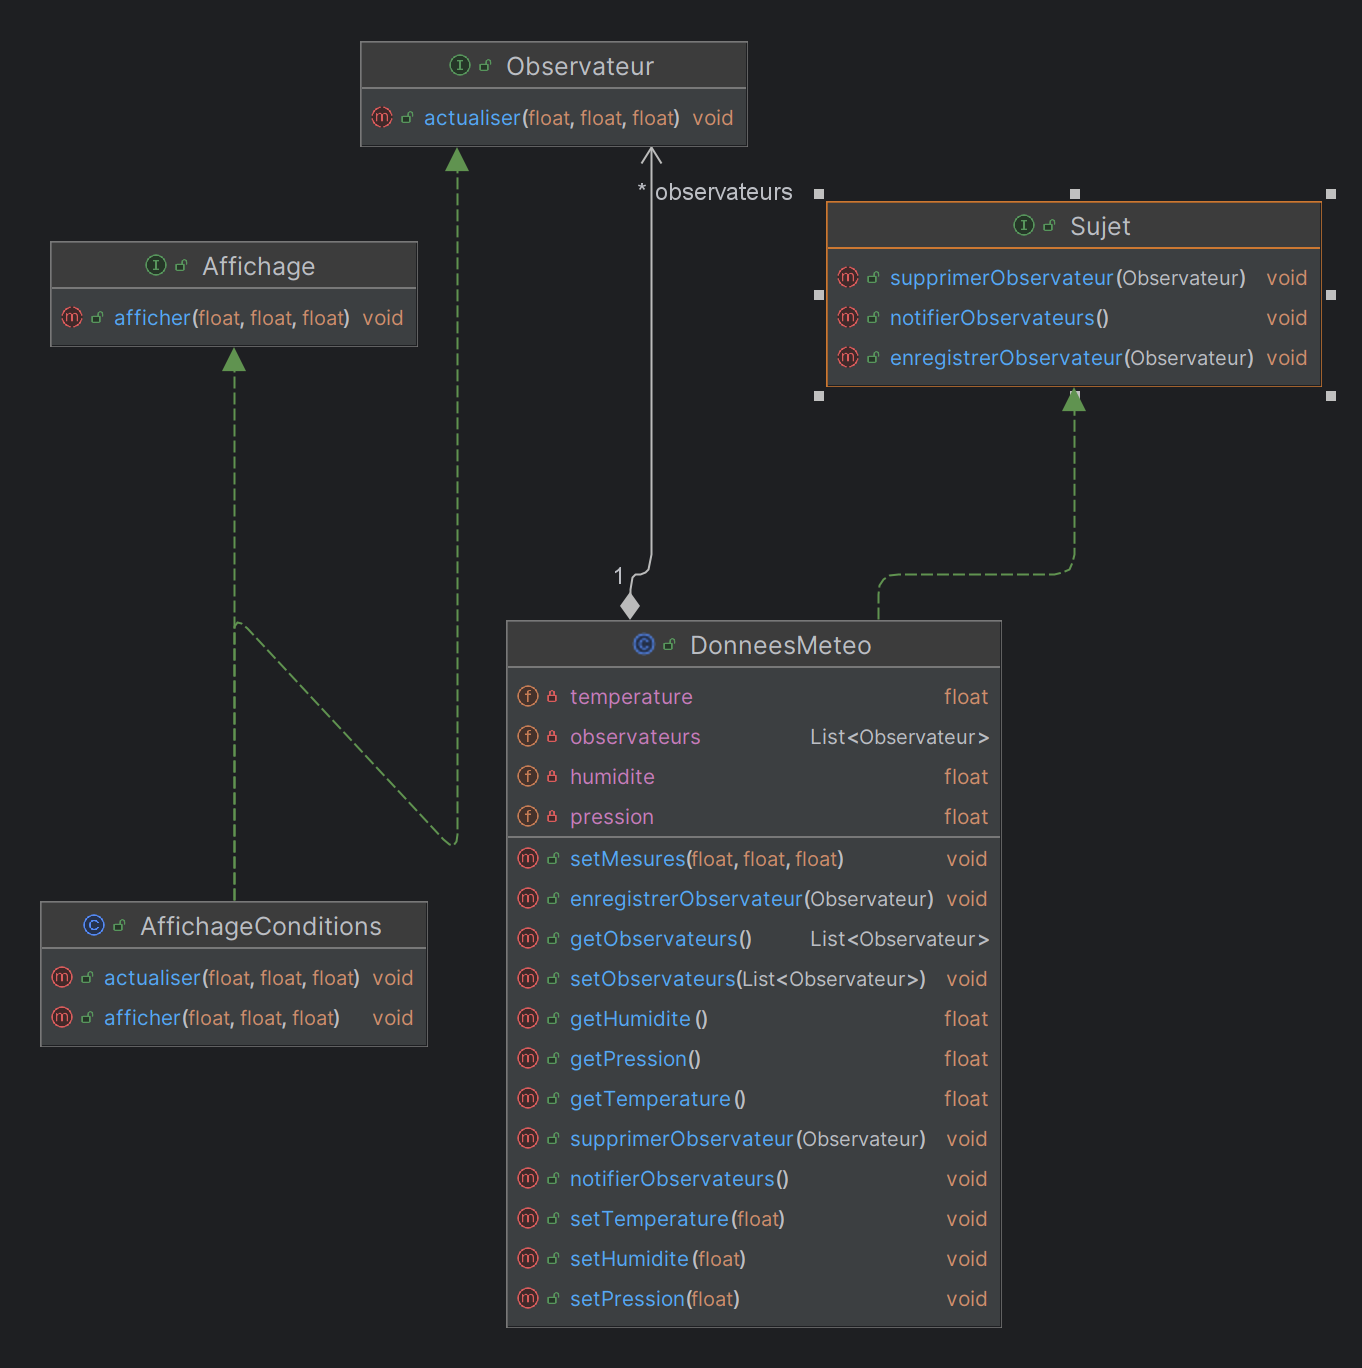 Observateur
actualiser(float, float, float) void
* observateurs
Sujet
supprimerObservateur(Observateur) void
notifierObservateurs() void
enregistrerObservateur(Observateur) void
Affichage
afficher(float, float, float) void
1
DonneesMeteo
temperature float
observateurs List<Observateur>
humidite float
pression float
setMesures(float, float, float) void
enregistrerObservateur(Observateur) void
getObservateurs() List<Observateur>
setObservateurs(List<Observateur>) void
getHumidite() float
getPression() float
getTemperature() float
supprimerObservateur(Observateur) void
notifierObservateurs() void
setTemperature(float) void
setHumidite(float) void
setPression(float) void
AffichageConditions
actualiser(float, float, float) void
afficher(float, float, float) void